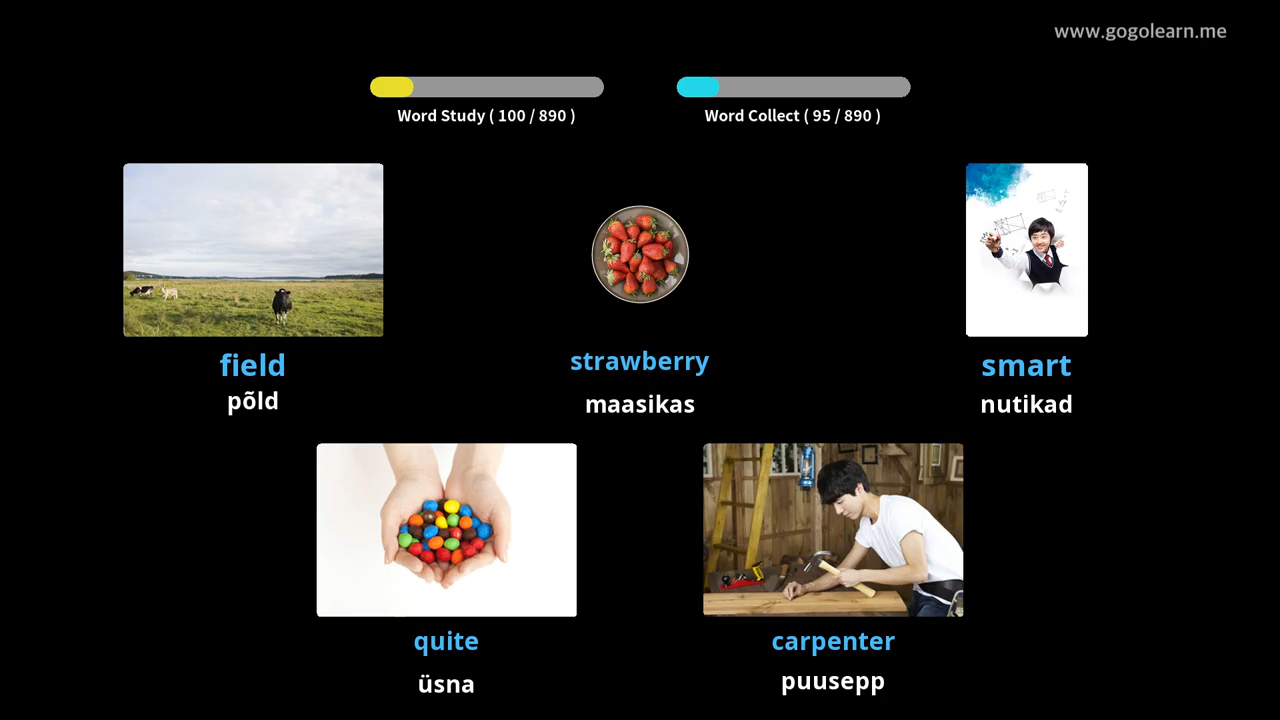 www.gogolearn.me
Word Study ( 100 / 890 )
Word Collect ( 95 / 890 )
field
põld
strawberry
maasikas
smart
nutikad
quite
üsna
carpenter
puusepp